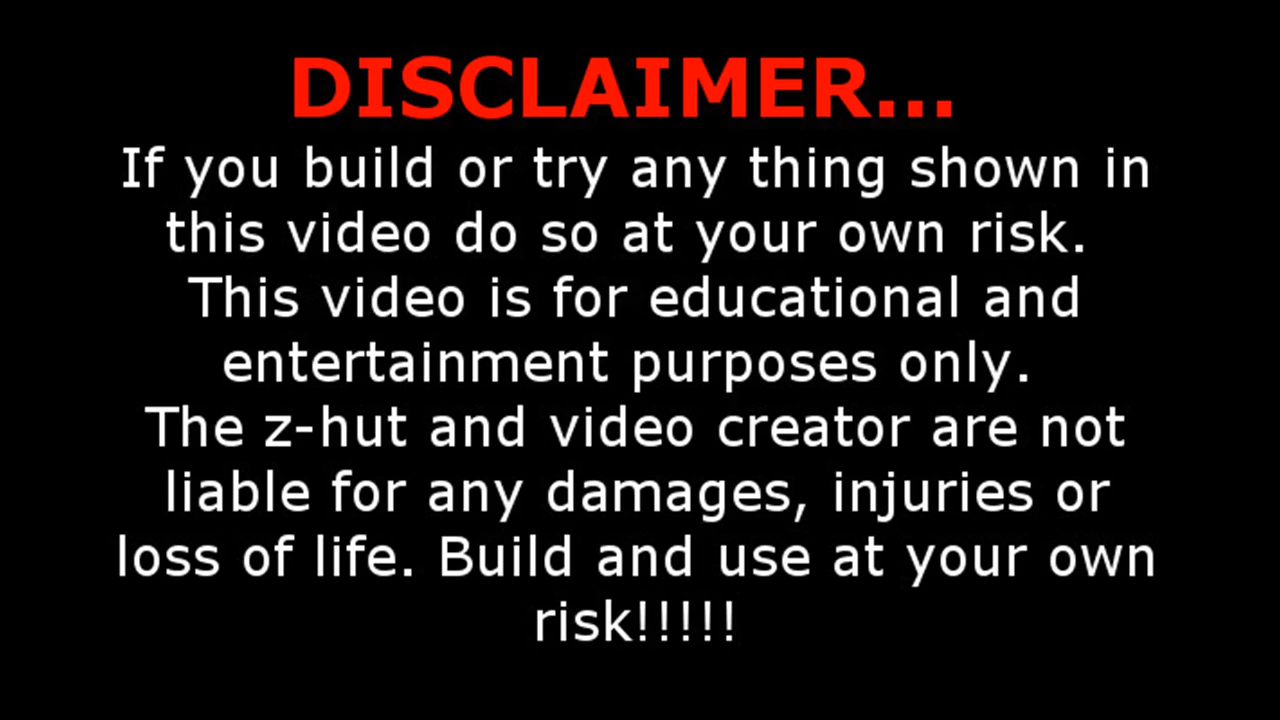 DISCLAIMER...
If you build or try any thing shown in
this video do so at your own risk.
This video is for educational and
entertainment purposes only.
The z-hut and video creator are not
liable for any damages, injuries or
loss of life. Build and use at your own
risk!!!!!